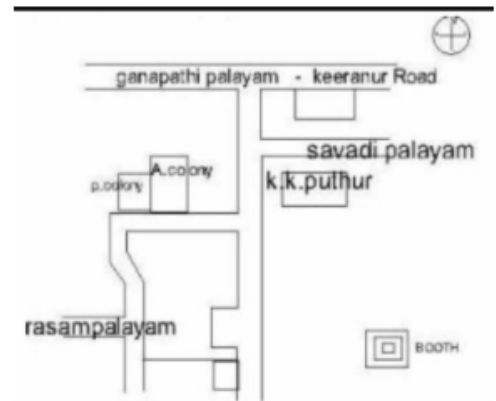 ganapathi palayam - keeranur Road
savadi palayam
A.colony
p.colony
k.k.puthur
rasampalayam
BOOTH